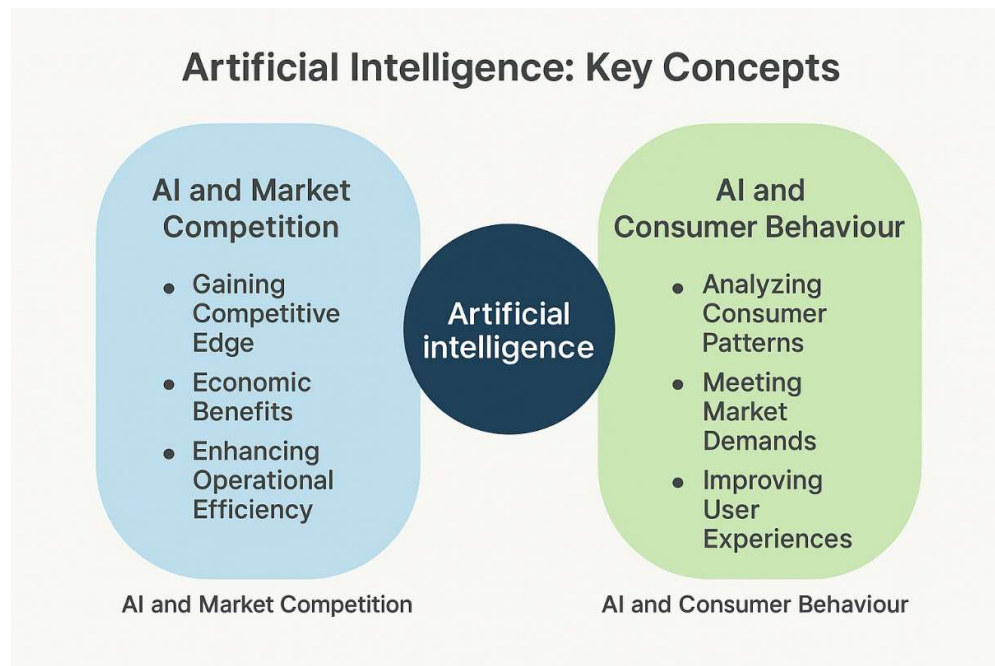 Artificial Intelligence: Key Concepts
AI and Market
Competition
• Gaining
Competitive
Edge
• Economic
Benefits
• Enhancing
Operational
Efficiency
AI and Market Competition
Artificial
intelligence
AI and
Consumer Behaviour
• Analyzing
Consumer
Patterns
• Meeting
Market
Demands
• Improving
User
Experiences
AI and Consumer Behaviour